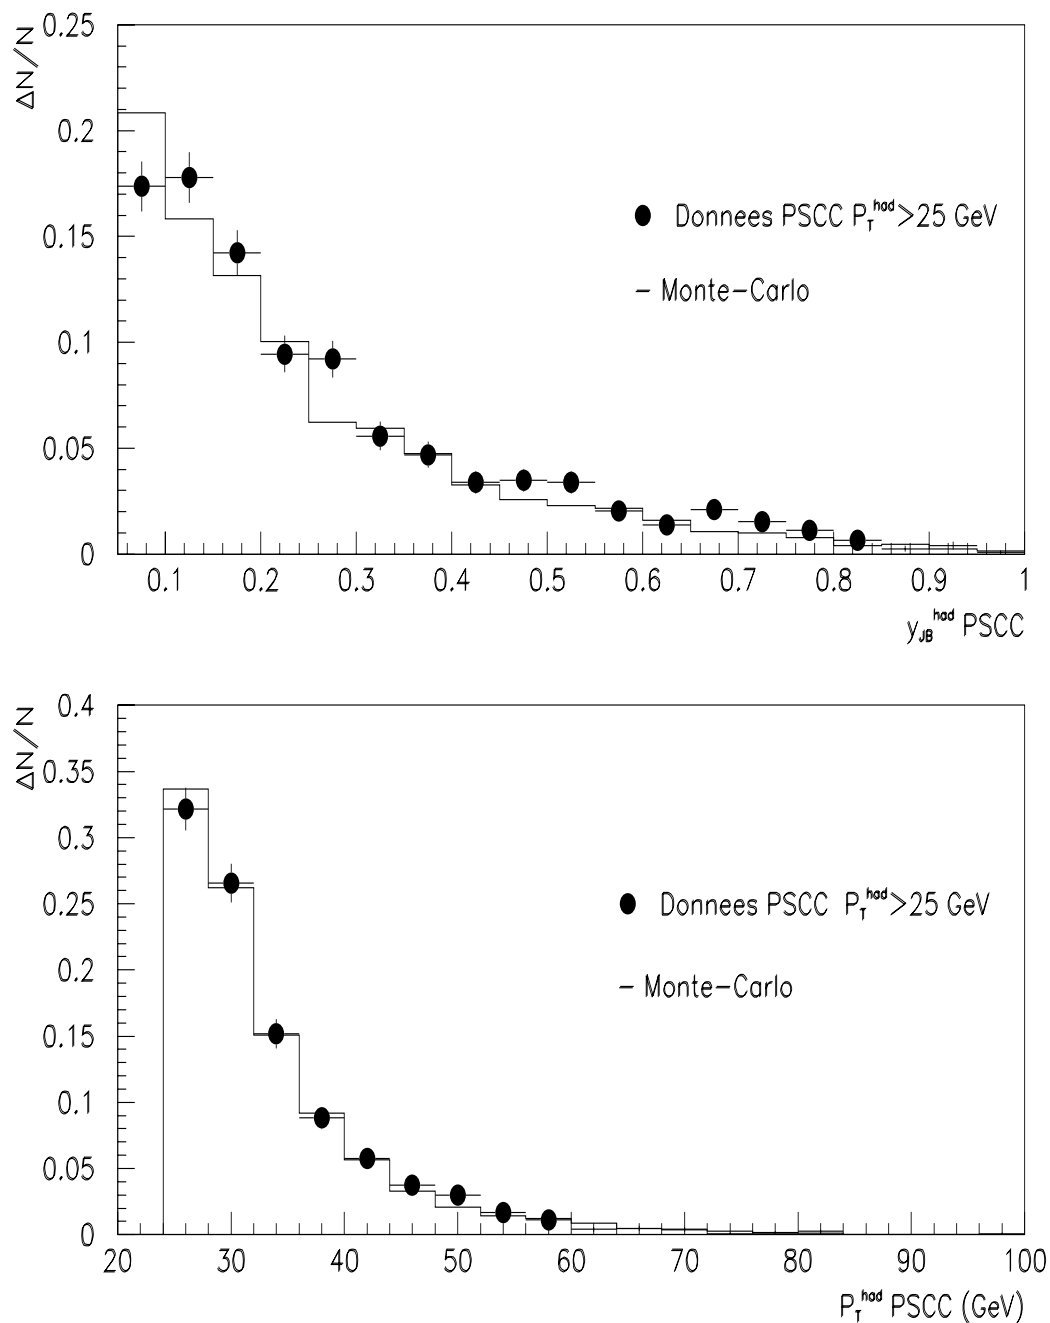 ΔN/N
0.25
0.2
0.15
0.1
0.05
0
Donnees PSCC P_T^had>25 GeV
Monte-Carlo
0.1 0.2 0.3 0.4 0.5 0.6 0.7 0.8 0.9 1
y_JB^had PSCC
ΔN/N
0.4
0.35
0.3
0.25
0.2
0.15
0.1
0.05
0
Donnees PSCC P_T^had>25 GeV
Monte-Carlo
20 30 40 50 60 70 80 90 100
P_T^had PSCC (GeV)